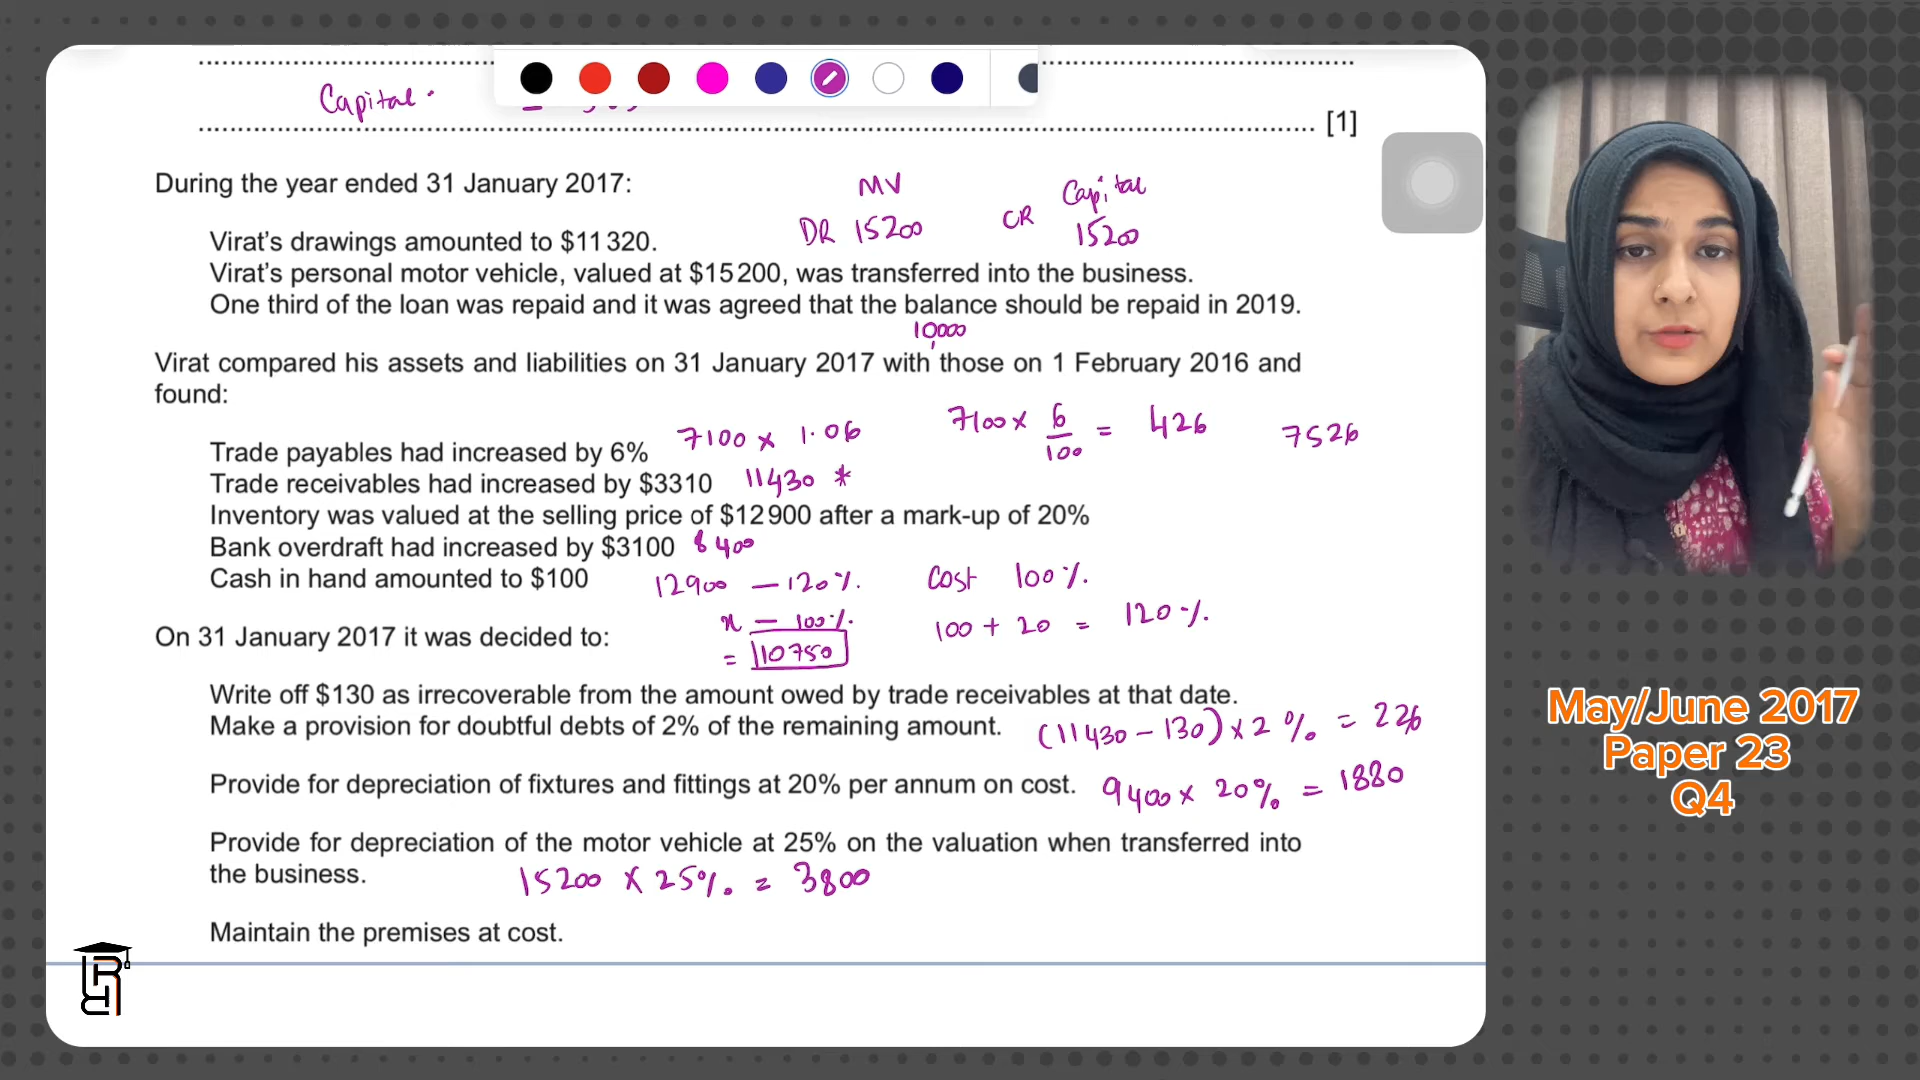 Capital
[1]
During the year ended 31 January 2017:
MV
Capital
DR 15200
CR
15200
Virat's drawings amounted to $11320.
Virat's personal motor vehicle, valued at $15200, was transferred into the business.
One third of the loan was repaid and it was agreed that the balance should be repaid in 2019.
10000
Virat compared his assets and liabilities on 31 January 2017 with those on 1 February 2016 and
found:
Trade payables had increased by 6% 7100 x 1.06 7100 x 6/100 = 426 7526
Trade receivables had increased by $3310 11430 *
Inventory was valued at the selling price of $12900 after a mark-up of 20%
Bank overdraft had increased by $3100 8400
Cash in hand amounted to $100
12900 – 120%. Cost 100%.
x – 100%. 100 + 20 = 120%.
= 10750
On 31 January 2017 it was decided to:
Write off $130 as irrecoverable from the amount owed by trade receivables at that date.
Make a provision for doubtful debts of 2% of the remaining amount. (11430 – 130) x 2% = 226
Provide for depreciation of fixtures and fittings at 20% per annum on cost. 9400 x 20% = 1880
Provide for depreciation of the motor vehicle at 25% on the valuation when transferred into
the business. 15200 x 25% = 3800
Maintain the premises at cost.
May/June 2017
Paper 23
Q4